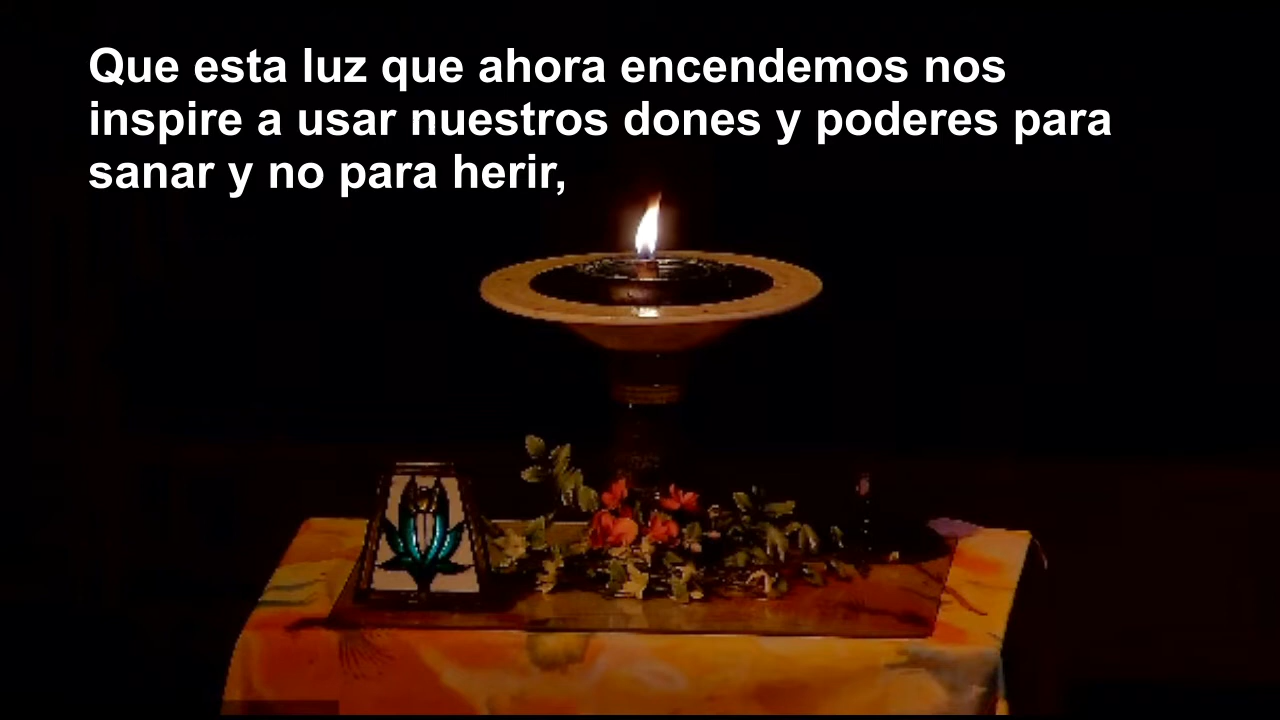 Que esta luz que ahora encendemos nos
inspire a usar nuestros dones y poderes para
sanar y no para herir,